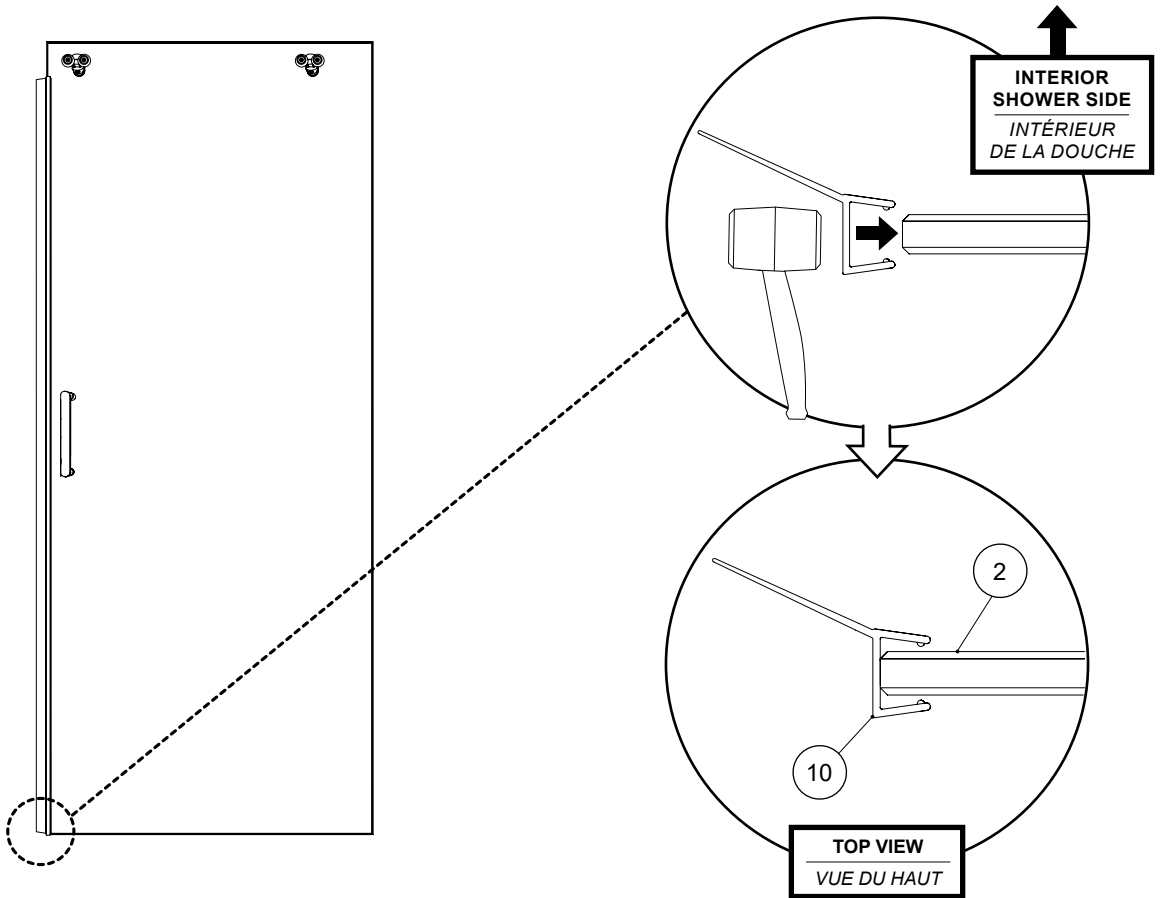 INTERIOR
SHOWER SIDE
INTÉRIEUR
DE LA DOUCHE
2
10
TOP VIEW
VUE DU HAUT